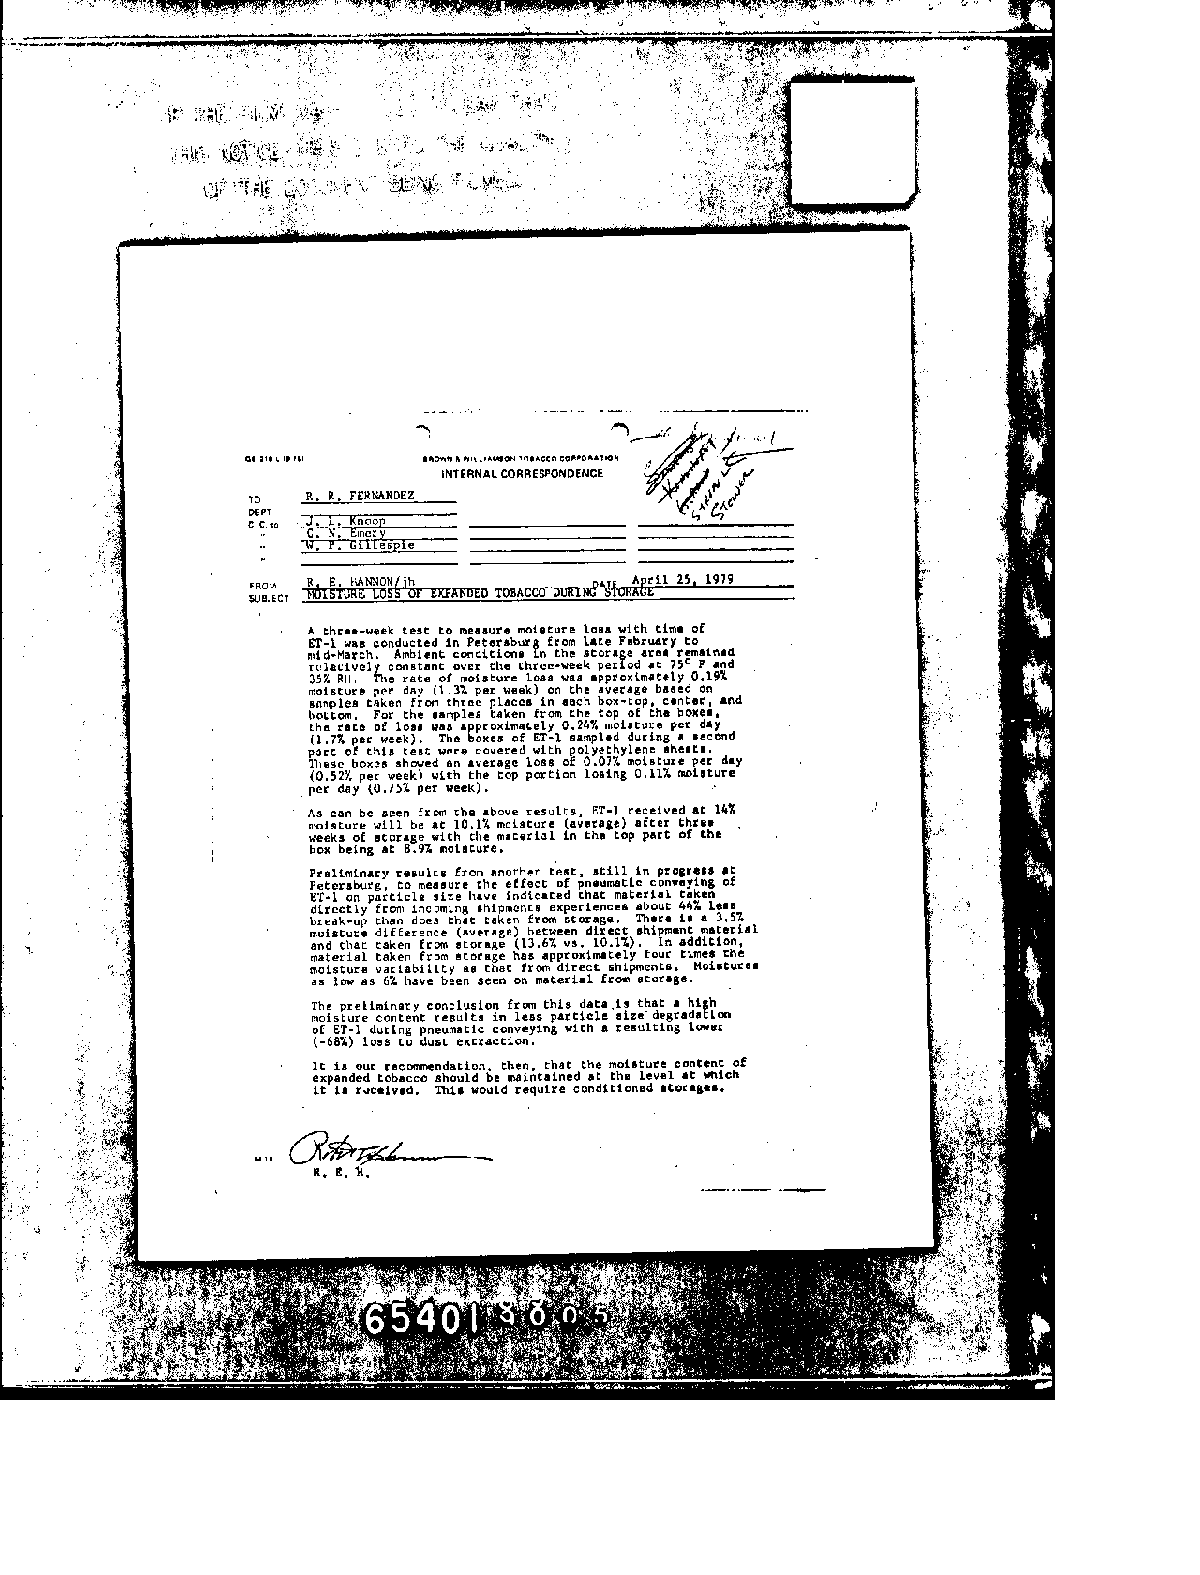 OF THE
BROWN & WILLIAMSON TOBACCO CORPORATION
INTERNAL CORRESPONDENCE
TO R. R. FERNANDEZ
DEPT
C.C. to J. L. Knoop
" C. N. Emery
" W. F. Gillespie
"
FROM R. E. HANNON/jh DATE April 25, 1979
SUBJECT MOISTURE LOSS OF EXPANDED TOBACCO DURING STORAGE
A three-week test to measure moisture loss with time of
ET-1 was conducted in Petersburg from late February to
mid-March. Ambient conditions in the storage area remained
relatively constant over the three-week period at 75° F and
35% RH. The rate of moisture loss was approximately 0.19%
moisture per day (1.3% per week) on the average based on
samples taken from three places in each box-top, center, and
bottom. For the samples taken from the top of the boxes,
the rate of loss was approximately 0.24% moisture per day
(1.7% per week). The boxes of ET-1 sampled during a second
part of this test were covered with polyethylene sheets.
These boxes showed an average loss of 0.07% moisture per day
(0.52% per week) with the top portion losing 0.11% moisture
per day (0.75% per week).
As can be seen from the above results, ET-1 received at 14%
moisture will be at 10.1% moisture (average) after three
weeks of storage with the material in the top part of the
box being at 8.9% moisture.
Preliminary results from another test, still in progress at
Petersburg, to measure the effect of pneumatic conveying of
ET-1 on particle size have indicated that material taken
directly from incoming shipments experiences about 44% less
break-up than does that taken from storage. There is a 3.5%
moisture difference (average) between direct shipment material
and that taken from storage (13.6% vs. 10.1%). In addition,
material taken from storage has approximately four times the
moisture variability as that from direct shipments. Moistures
as low as 6% have been seen on material from storage.
The preliminary conclusion from this data is that a high
moisture content results in less particle size degradation
of ET-1 during pneumatic conveying with a resulting lower
(-68%) loss to dust extraction.
It is our recommendation, then, that the moisture content of
expanded tobacco should be maintained at the level at which
it is received. This would require conditioned storages.
R. E. H.
65401 8005